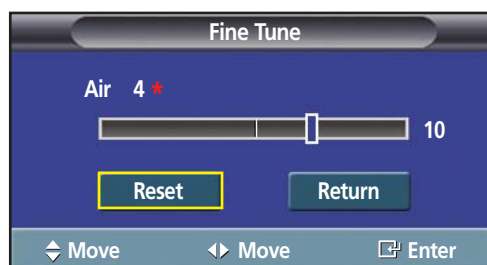 Fine Tune
Air 4 *
10
Reset Return
Move Move Enter